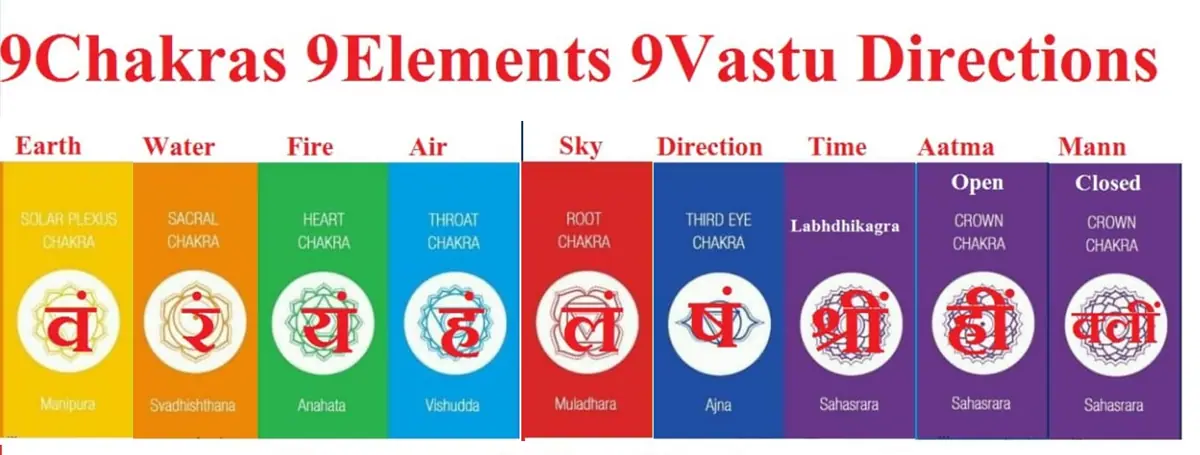 9Chakras 9Elements 9Vastu Directions
Earth Water Fire Air Sky Direction Time Aatma Mann
Open Closed
SOLAR PLEXUS
CHAKRA
वं
Manipura
SACRAL
CHAKRA
रं
Svadhishthana
HEART
CHAKRA
यं
Anahata
THROAT
CHAKRA
हं
Vishudda
ROOT
CHAKRA
लं
Muladhara
THIRD EYE
CHAKRA
षं
Ajna
Labhdhikagra
श्रीं
Sahasrara
CROWN
CHAKRA
ह्रीं
Sahasrara
CROWN
CHAKRA
क्लीं
Sahasrara